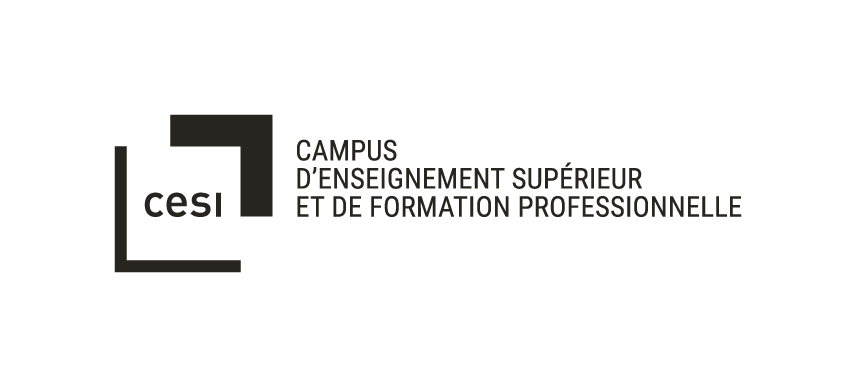 cesi
CAMPUS
D'ENSEIGNEMENT SUPÉRIEUR
ET DE FORMATION PROFESSIONNELLE